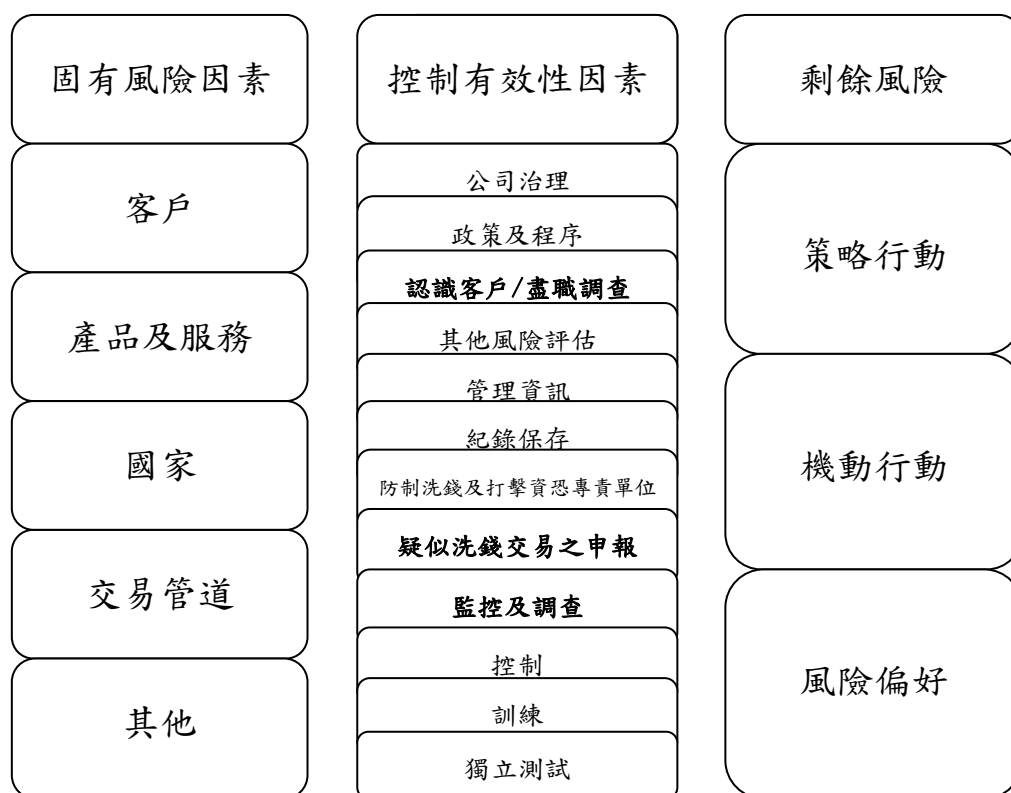 固有風險因素
客戶
產品及服務
國家
交易管道
其他
控制有效性因素
公司治理
政策及程序
認識客戶/盡職調查
其他風險評估
管理資訊
紀錄保存
防制洗錢及打擊資恐專責單位
疑似洗錢交易之申報
監控及調查
控制
訓練
獨立測試
剩餘風險
策略行動
機動行動
風險偏好